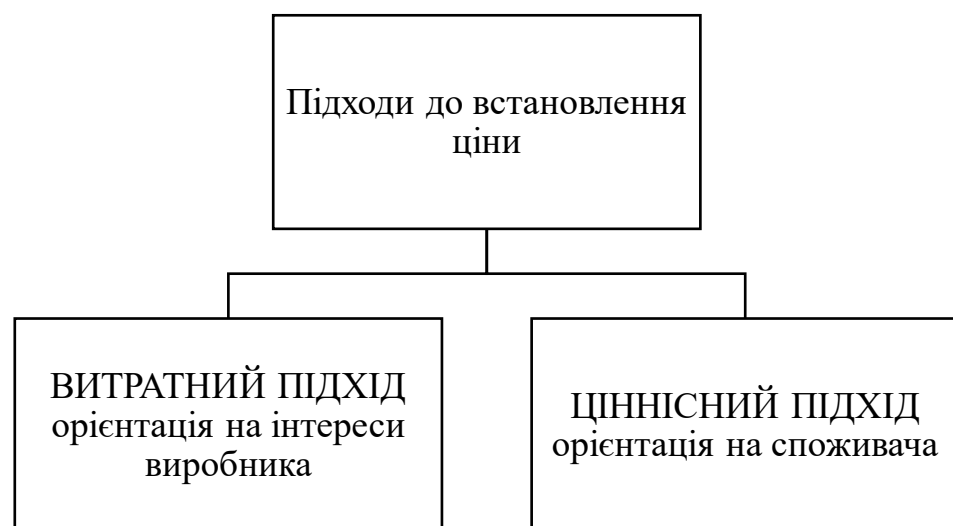 Підходи до встановлення
ціни
ВИТРАТНИЙ ПІДХІД
орієнтація на інтереси
виробника
ЦІННІСНИЙ ПІДХІД
орієнтація на споживача